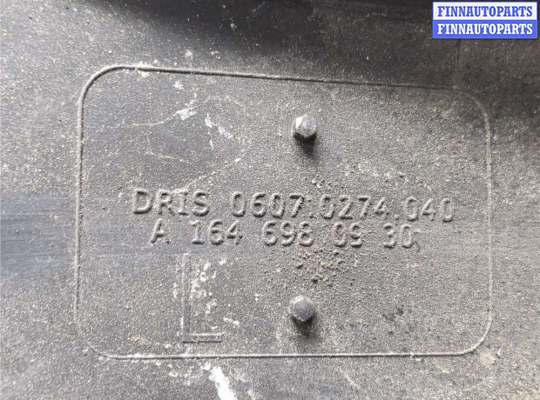 FINNAUTOPARTS
FINNAUTOPARTS
DRIS 0607.0274.040
A 164 698 09 30
L